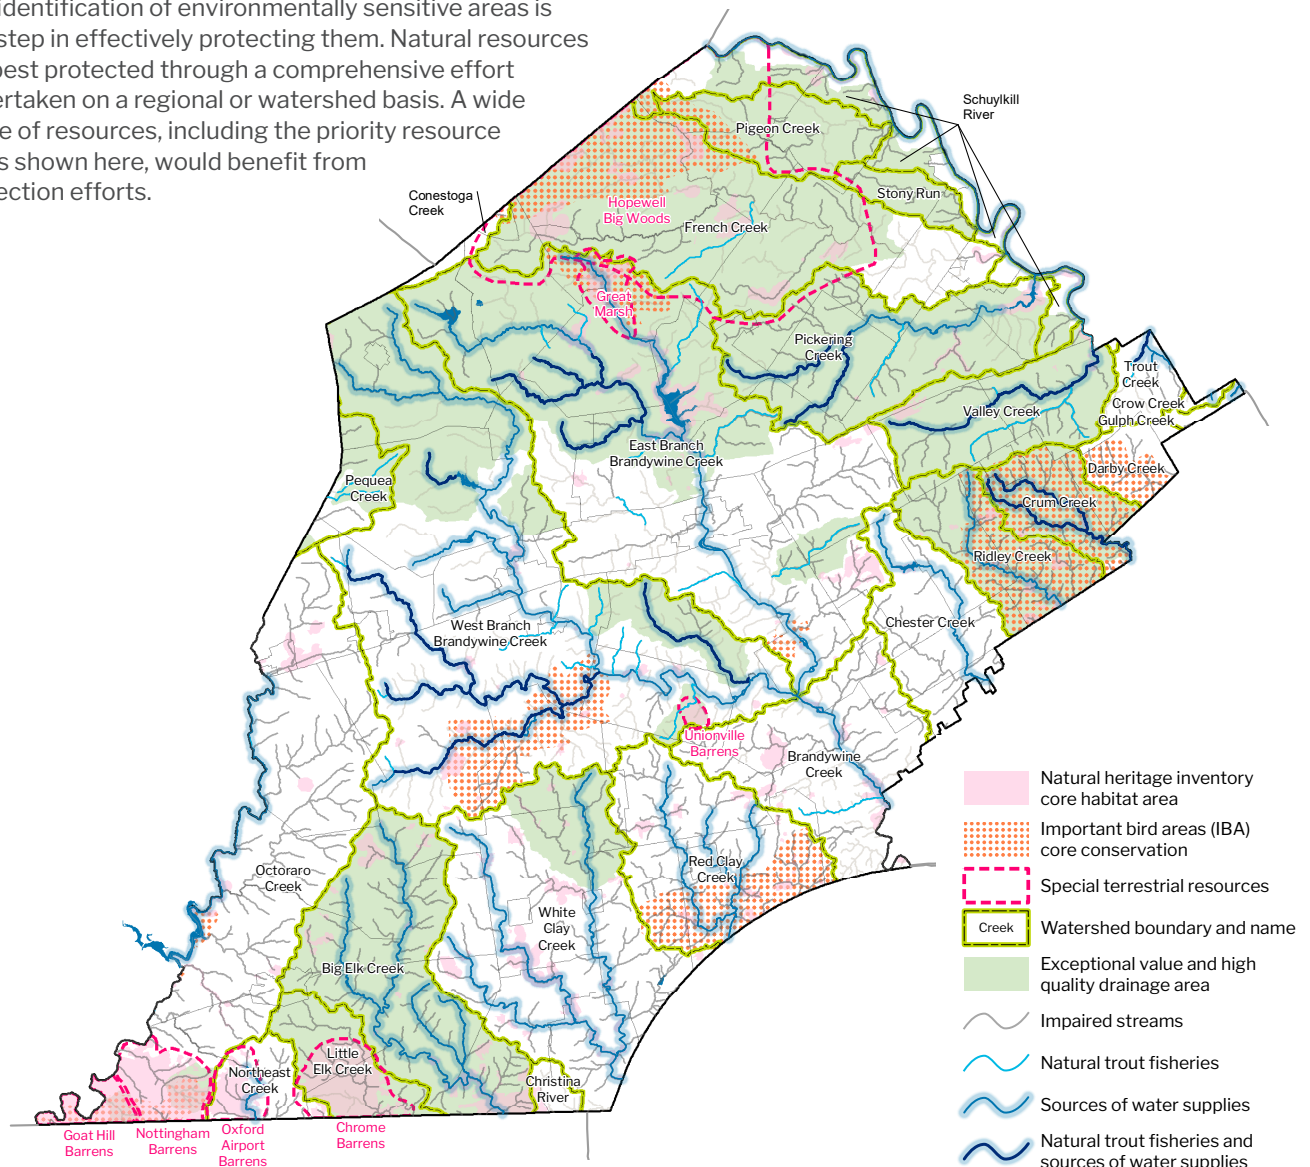 identification of environmentally sensitive areas is
step in effectively protecting them. Natural resources
best protected through a comprehensive effort
ertaken on a regional or watershed basis. A wide
e of resources, including the priority resource
s shown here, would benefit from
ection efforts.
Schuylkill
River
Pigeon Creek
Stony Run
Conestoga
Creek
Hopewell
Big Woods
French Creek
Great
Marsh
Pickering
Creek
Trout
Creek
Crow Creek
Gulph Creek
Valley Creek
East Branch
Brandywine Creek
Darby Creek
Pequea
Creek
Crum Creek
Ridley Creek
West Branch
Brandywine Creek
Chester Creek
Unionville
Barrens
Brandywine
Creek
Octoraro
Creek
Red Clay
Creek
White
Clay
Creek
Big Elk Creek
Little
Elk Creek
Northeast
Creek
Christina
River
Goat Hill
Barrens
Nottingham
Barrens
Oxford
Airport
Barrens
Chrome
Barrens
Natural heritage inventory
core habitat area
Important bird areas (IBA)
core conservation
Special terrestrial resources
Creek
Watershed boundary and name
Exceptional value and high
quality drainage area
Impaired streams
Natural trout fisheries
Sources of water supplies
Natural trout fisheries and
sources of water supplies